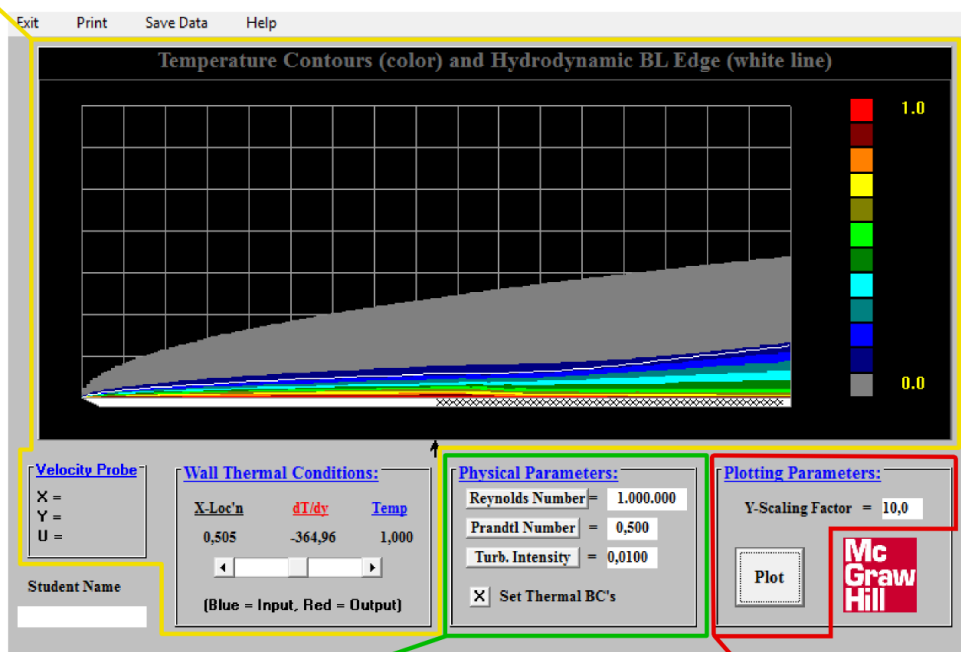 Exit Print Save Data Help
Temperature Contours (color) and Hydrodynamic BL Edge (white line)
1.0
0.0
Velocity Probe
X =
Y =
U =
Student Name
Wall Thermal Conditions:
X-Loc'n dT/dy Temp
0,505 -364,96 1,000
(Blue = Input, Red = Output)
Physical Parameters:
Reynolds Number = 1.000.000
Prandtl Number = 0,500
Turb. Intensity = 0,0100
X Set Thermal BC's
Plotting Parameters:
Y-Scaling Factor = 10,0
Plot
Mc
Graw
Hill